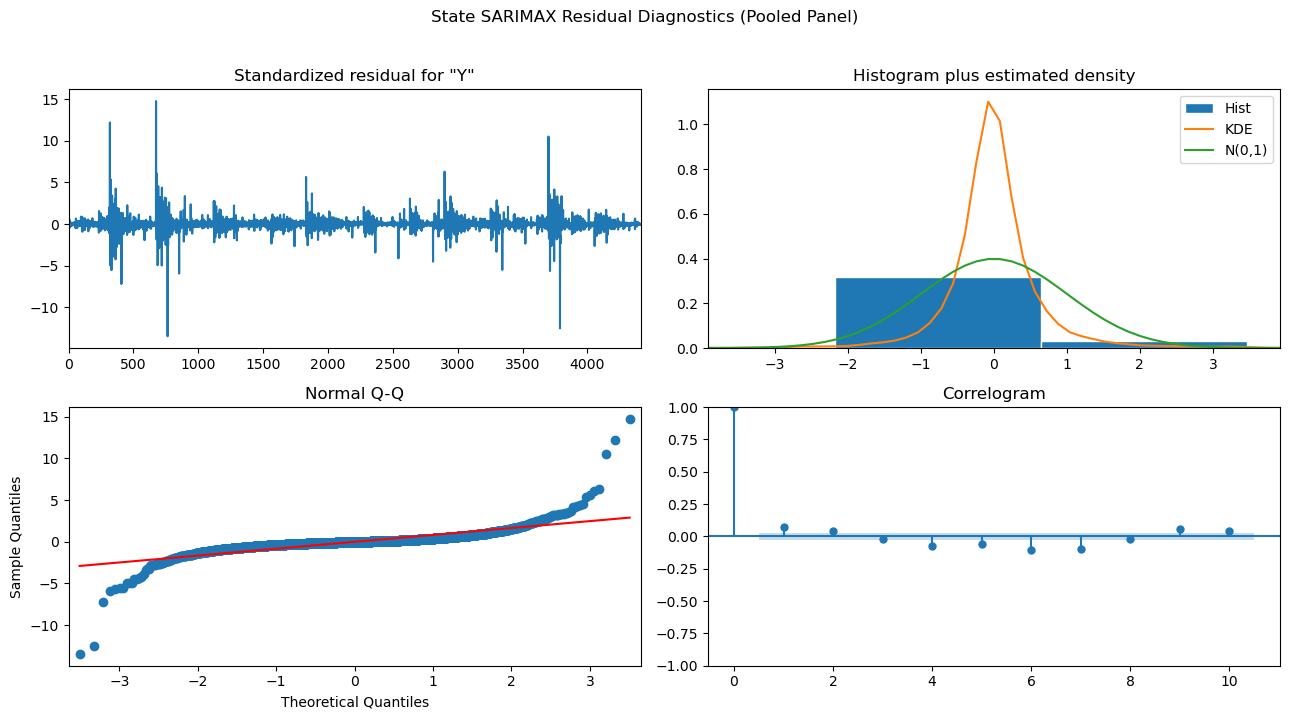 State SARIMAX Residual Diagnostics (Pooled Panel)
Standardized residual for "Y"
15
10
5
0
−5
−10
0 500 1000 1500 2000 2500 3000 3500 4000
Histogram plus estimated density
Hist
KDE
N(0,1)
1.0
0.8
0.6
0.4
0.2
0.0
−3 −2 −1 0 1 2 3
Normal Q-Q
Sample Quantiles
15
10
5
0
−5
−10
−3 −2 −1 0 1 2 3
Theoretical Quantiles
Correlogram
1.00
0.75
0.50
0.25
0.00
−0.25
−0.50
−0.75
−1.00
0 2 4 6 8 10